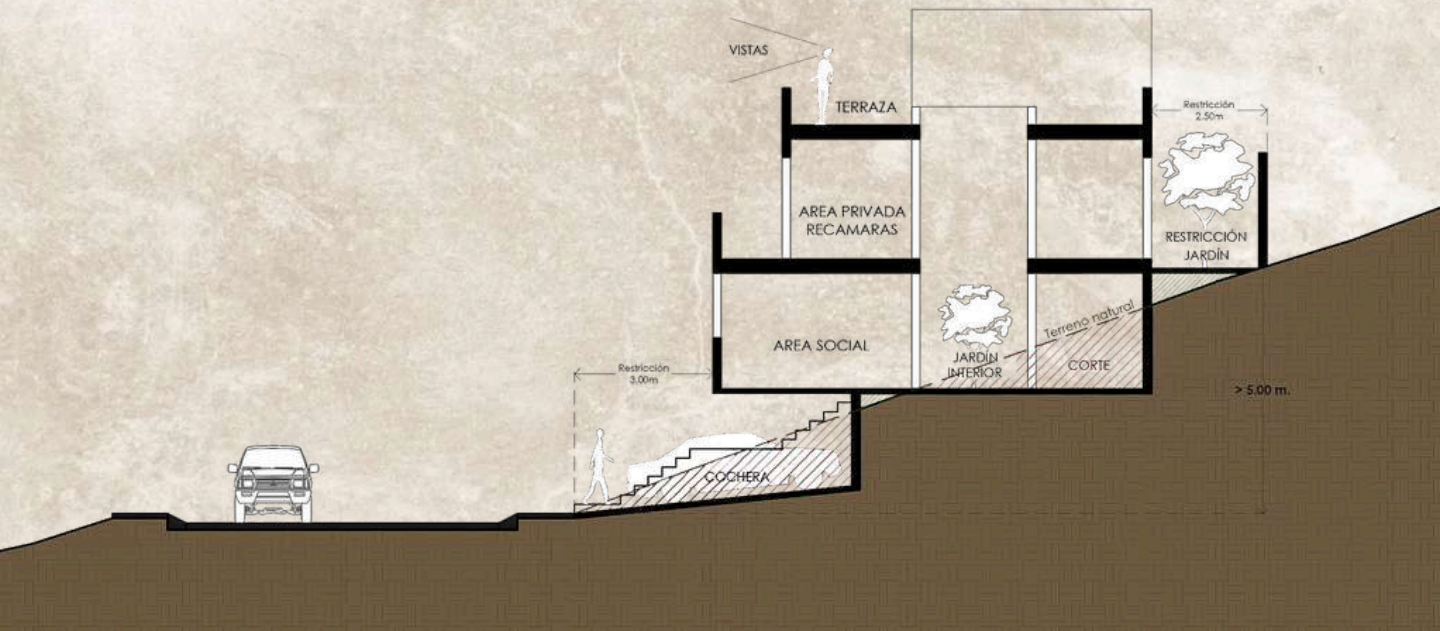 VISTAS
TERRAZA
Restricción
2.50m
AREA PRIVADA
RECAMARAS
RESTRICCIÓN
JARDÍN
Terreno natural
AREA SOCIAL
JARDÍN
INTERIOR
CORTE
Restricción
3.00m
> 5.00 m.
COCHERA